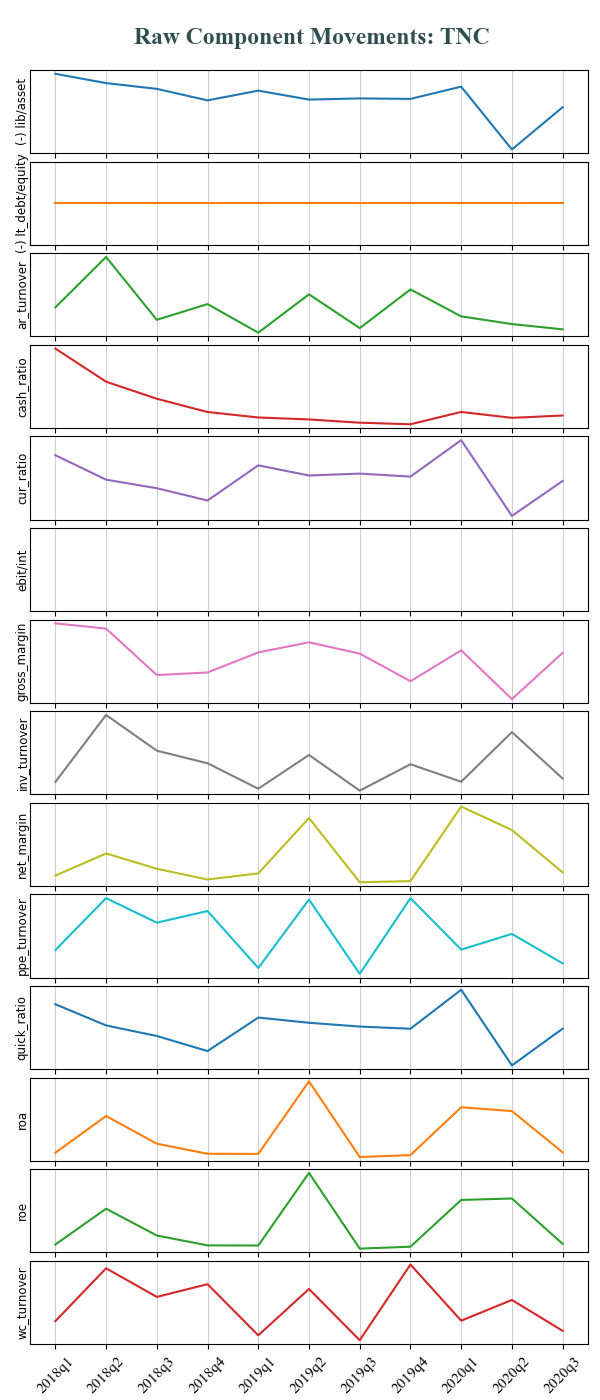 Raw Component Movements: TNC
(-) lib/asset
(-) lt_debt/equity
ar_turnover
cash_ratio
cur_ratio
ebit/int
gross_margin
inv_turnover
net_margin
ppe_turnover
quick_ratio
roa
roe
wc_turnover
2018q1 2018q2 2018q3 2018q4 2019q1 2019q2 2019q3 2019q4 2020q1 2020q2 2020q3